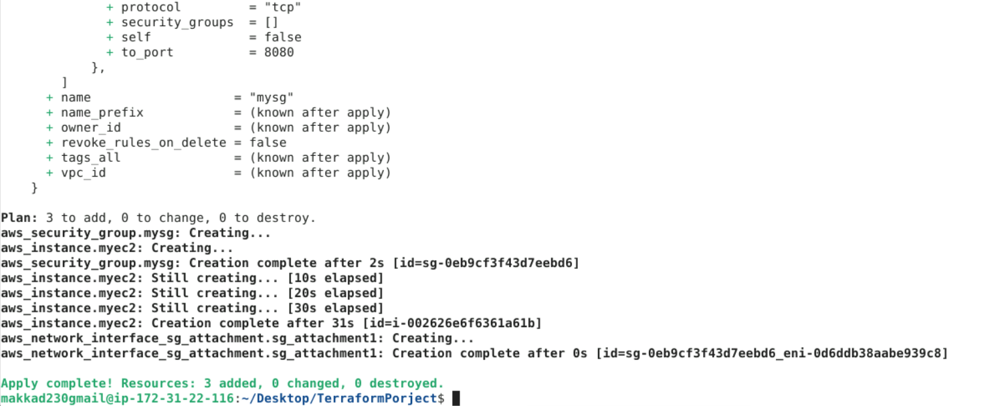 + protocol         = "tcp"
+ security_groups  = []
+ self             = false
+ to_port          = 8080
},
]
+ name                   = "mysg"
+ name_prefix            = (known after apply)
+ owner_id               = (known after apply)
+ revoke_rules_on_delete = false
+ tags_all               = (known after apply)
+ vpc_id                 = (known after apply)
}
Plan: 3 to add, 0 to change, 0 to destroy.
aws_security_group.mysg: Creating...
aws_instance.myec2: Creating...
aws_security_group.mysg: Creation complete after 2s [id=sg-0eb9cf3f43d7eebd6]
aws_instance.myec2: Still creating... [10s elapsed]
aws_instance.myec2: Still creating... [20s elapsed]
aws_instance.myec2: Still creating... [30s elapsed]
aws_instance.myec2: Creation complete after 31s [id=i-002626e6f6361a61b]
aws_network_interface_sg_attachment.sg_attachment1: Creating...
aws_network_interface_sg_attachment.sg_attachment1: Creation complete after 0s [id=sg-0eb9cf3f43d7eebd6_eni-0d6ddb38aabe939c8]
Apply complete! Resources: 3 added, 0 changed, 0 destroyed.
makkad230gmail@ip-172-31-22-116:~/Desktop/TerraformPorject$